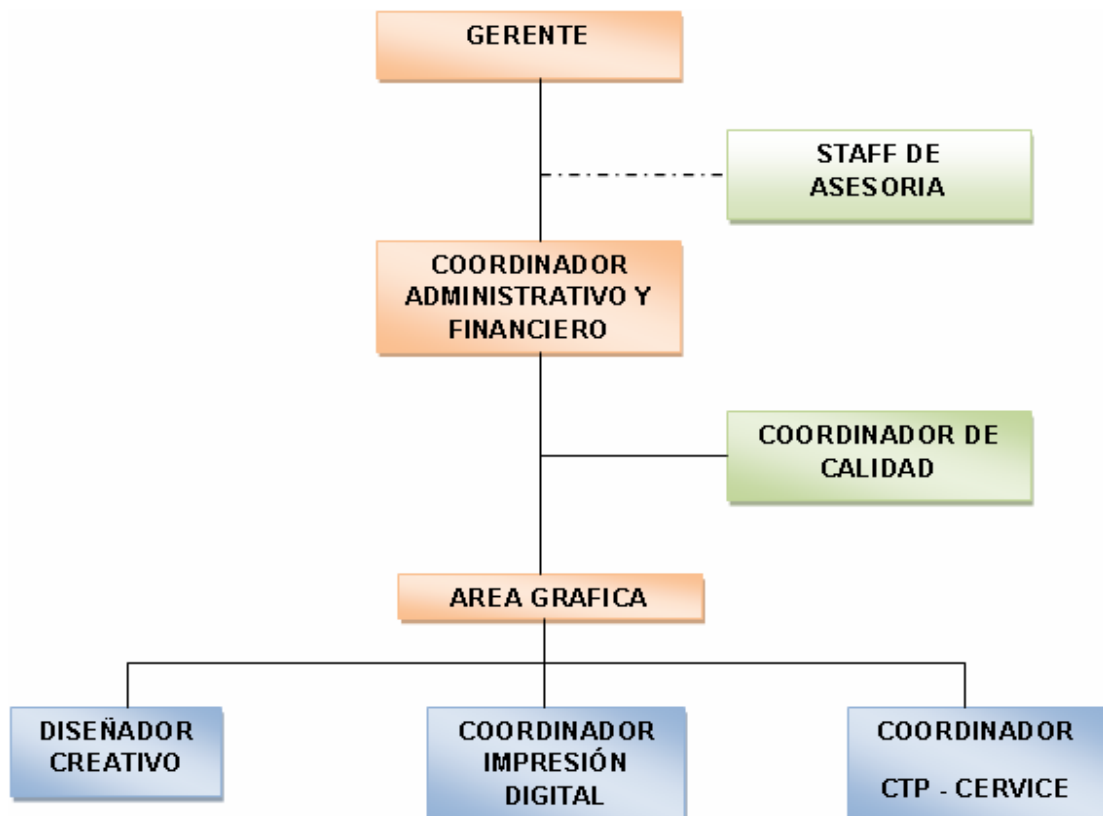 GERENTE
STAFF DE
ASESORIA
COORDINADOR
ADMINISTRATIVO Y
FINANCIERO
COORDINADOR DE
CALIDAD
AREA GRAFICA
DISEÑADOR
CREATIVO
COORDINADOR
IMPRESIÓN
DIGITAL
COORDINADOR
CTP - CERVICE